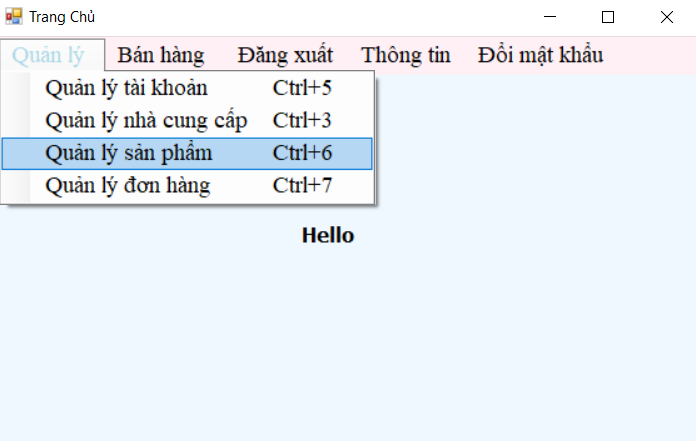 Trang Chủ
Quản lý Bán hàng Đăng xuất Thông tin Đổi mật khẩu
Quản lý tài khoản Ctrl+5
Quản lý nhà cung cấp Ctrl+3
Quản lý sản phẩm Ctrl+6
Quản lý đơn hàng Ctrl+7
Hello